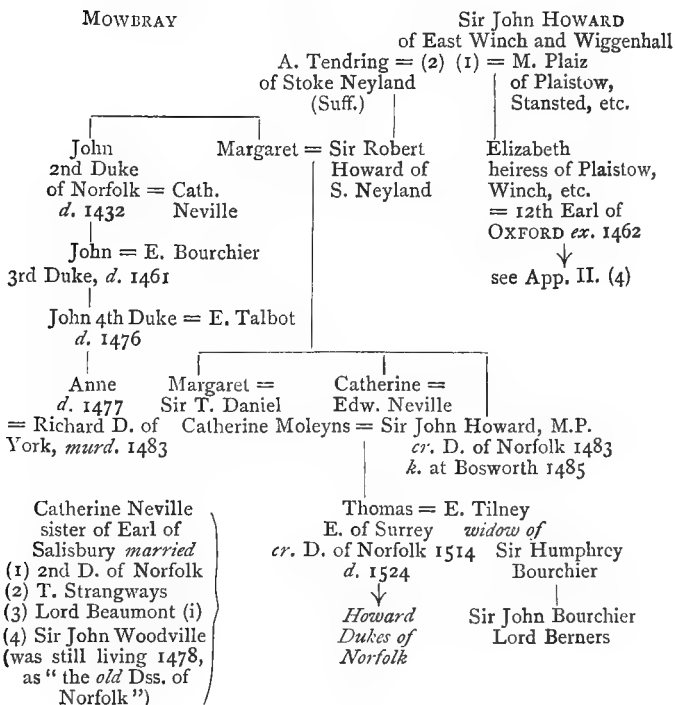 MOWBRAY
Sir John HOWARD
of East Winch and Wiggenhall
A. Tendring = (2) (1) = M. Plaiz
of Stoke Neyland
(Suff.)
of Plaistow,
Stansted, etc.
John
2nd Duke
of Norfolk = Cath.
d. 1432 Neville
Margaret = Sir Robert
Howard of
S. Neyland
Elizabeth
heiress of Plaistow,
Winch, etc.
= 12th Earl of
OXFORD ex. 1462
see App. II. (4)
John = E. Bourchier
3rd Duke, d. 1461
John 4th Duke = E. Talbot
d. 1476
Anne
d. 1477
= Richard D. of
York, murd. 1483
Margaret =
Sir T. Daniel
Catherine =
Edw. Neville
Catherine Moleyns = Sir John Howard, M.P.
cr. D. of Norfolk 1483
k. at Bosworth 1485
Catherine Neville
sister of Earl of
Salisbury married
(1) 2nd D. of Norfolk
(2) T. Strangways
(3) Lord Beaumont (i)
(4) Sir John Woodville
(was still living 1478,
as " the old Dss. of
Norfolk ")
Thomas = E. Tilney
E. of Surrey
cr. D. of Norfolk 1514
d. 1524
widow of
Sir Humphrey
Bourchier
Howard
Dukes of
Norfolk
Sir John Bourchier
Lord Berners